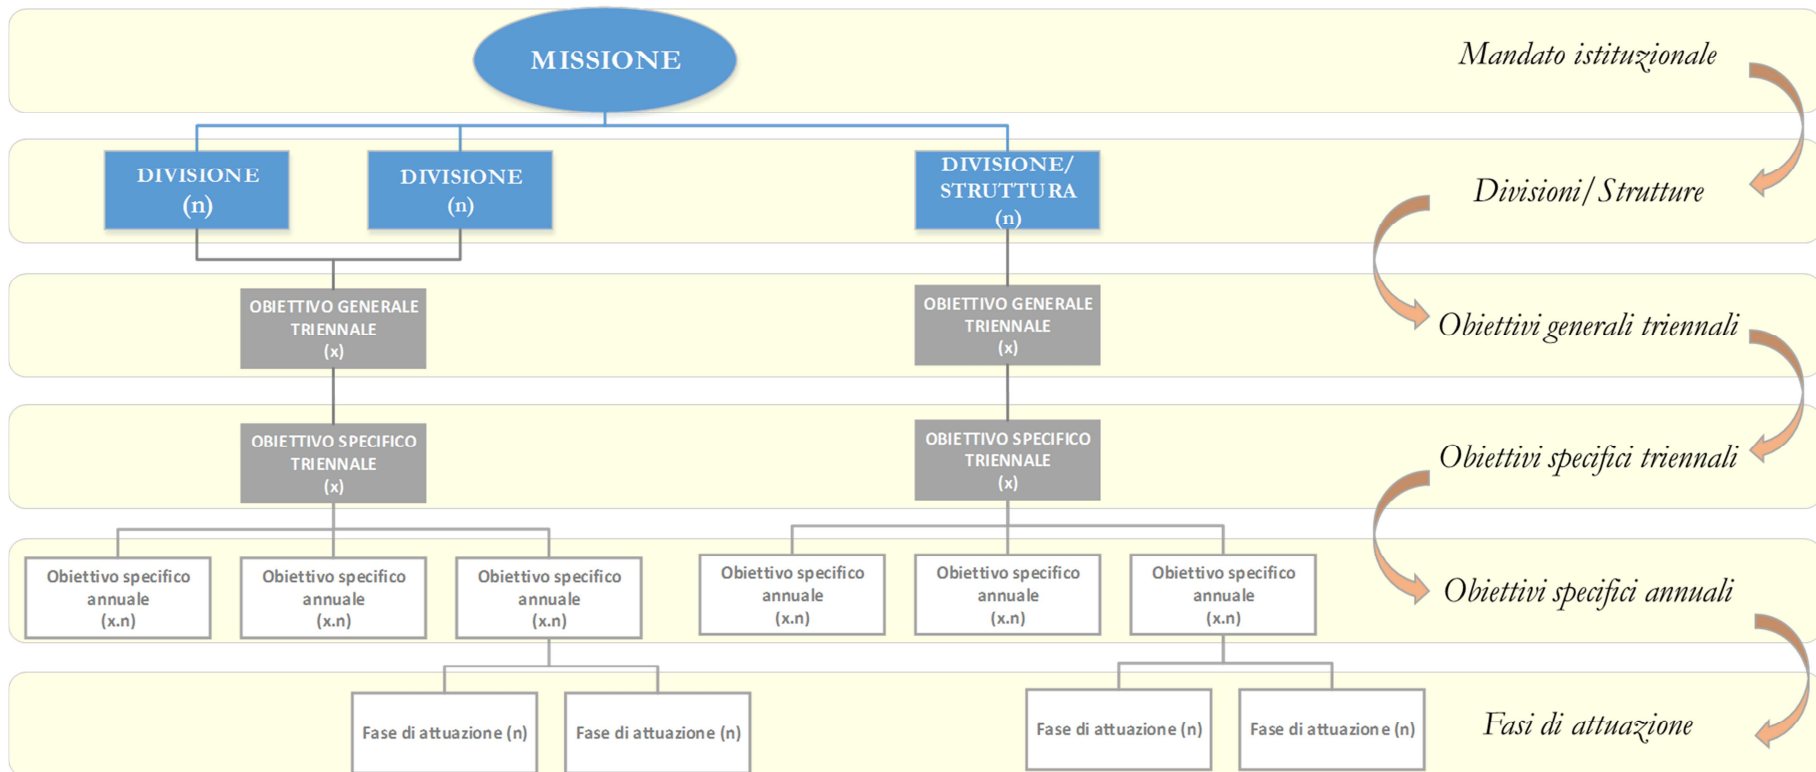 MISSIONE
Mandato istituzionale
DIVISIONE
(n)
DIVISIONE
(n)
DIVISIONE/
STRUTTURA
(n)
Divisioni/Strutture
OBIETTIVO GENERALE
TRIENNALE
(x)
OBIETTIVO GENERALE
TRIENNALE
(x)
Obiettivi generali triennali
OBIETTIVO SPECIFICO
TRIENNALE
(x)
OBIETTIVO SPECIFICO
TRIENNALE
(x)
Obiettivi specifici triennali
Obiettivo specifico
annuale
(x.n)
Obiettivo specifico
annuale
(x.n)
Obiettivo specifico
annuale
(x.n)
Obiettivo specifico
annuale
(x.n)
Obiettivo specifico
annuale
(x.n)
Obiettivo specifico
annuale
(x.n)
Obiettivi specifici annuali
Fase di attuazione (n)
Fase di attuazione (n)
Fase di attuazione (n)
Fase di attuazione (n)
Fasi di attuazione